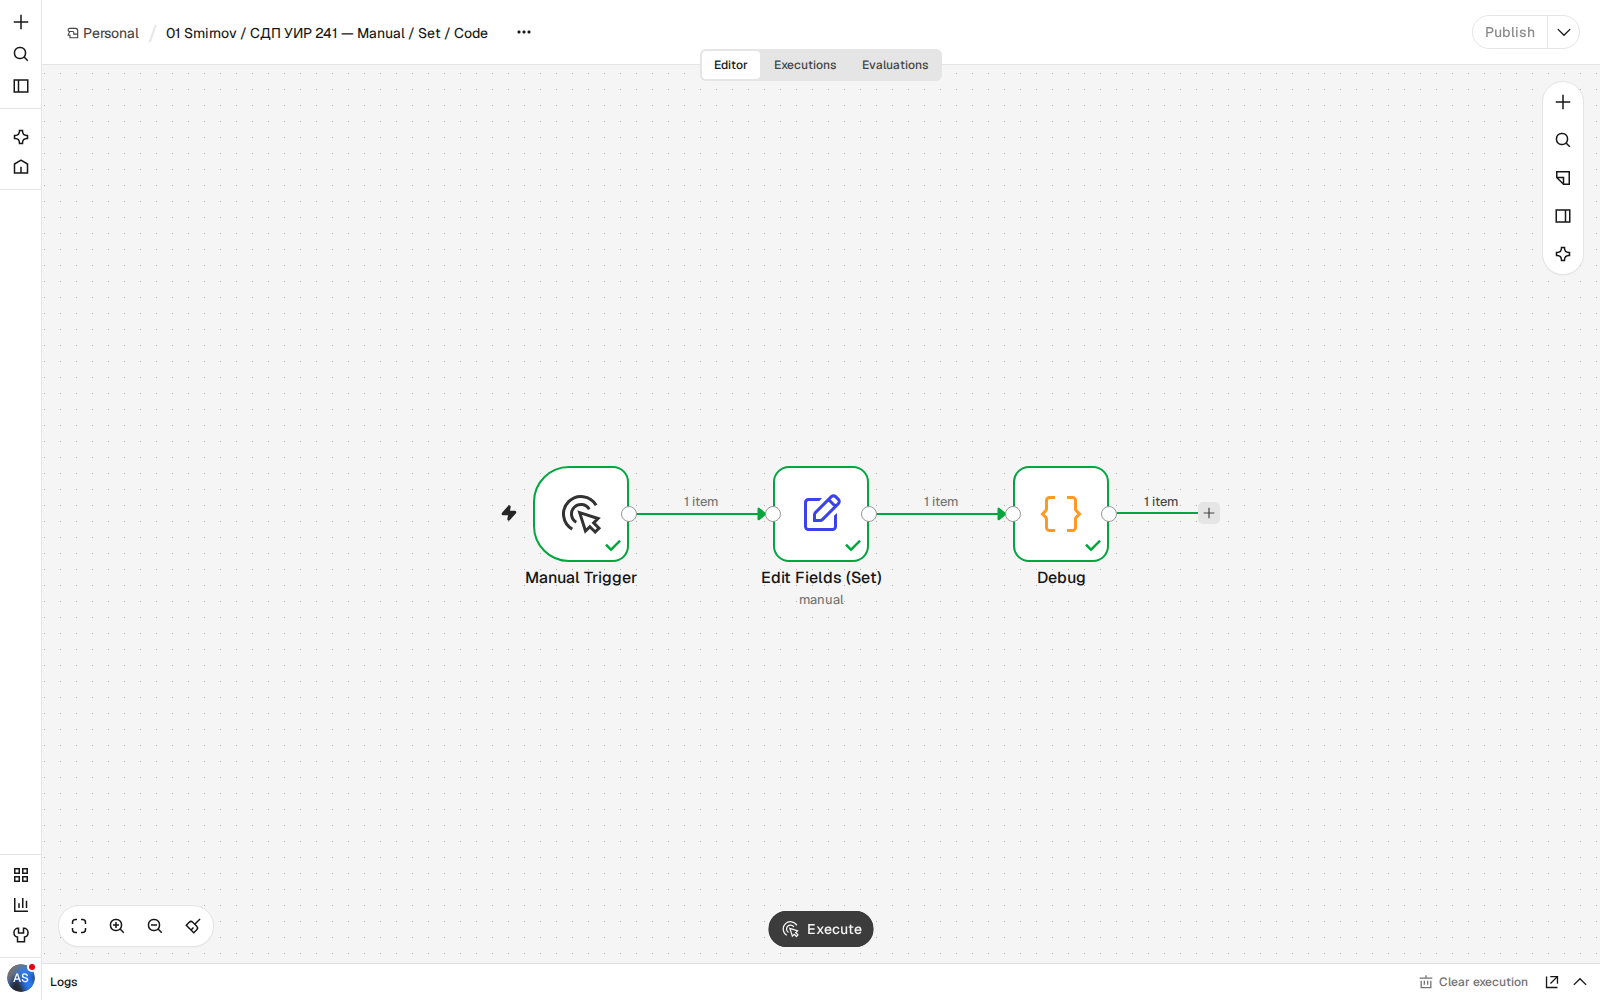 Personal / 01 Smirnov / СДП УИР 241 — Manual / Set / Code
Publish
Editor Executions Evaluations
1 item 1 item 1 item
Manual Trigger Edit Fields (Set) Debug
manual
Execute
AS
Logs Clear execution